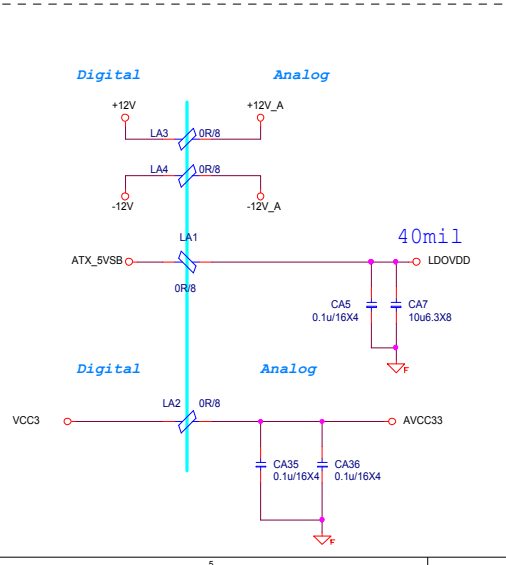 Digital Analog
+12V +12V_A
LA3 0R/8
LA4 0R/8
-12V -12V_A
LA1
40mil
ATX_5VSB LDOVDD
0R/8
CA5 CA7
0.1u/16X4 10u6.3X8
F
Digital Analog
LA2 0R/8
VCC3 AVCC33
CA35 CA36
0.1u/16X4 0.1u/16X4
F
5